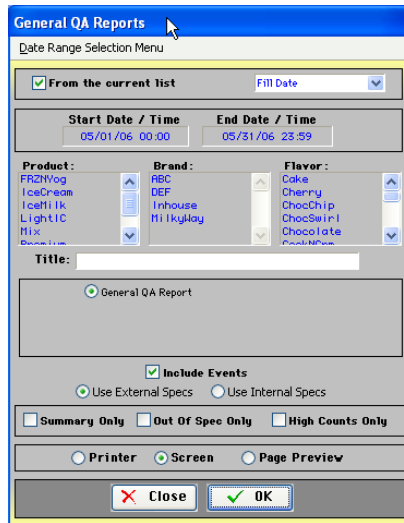 General QA Reports
Date Range Selection Menu
From the current list Fill Date
Start Date / Time End Date / Time
05/01/06 00:00 05/31/06 23:59
Product: Brand: Flavor:
FRZNYog ABC Cake
IceCream DEF Cherry
IceMilk Inhouse ChocChip
LightIC MilkyWay ChocSwirl
Mix Chocolate
Premium CookNCrm
Title:
General QA Report
Include Events
Use External Specs Use Internal Specs
Summary Only Out Of Spec Only High Counts Only
Printer Screen Page Preview
Close OK